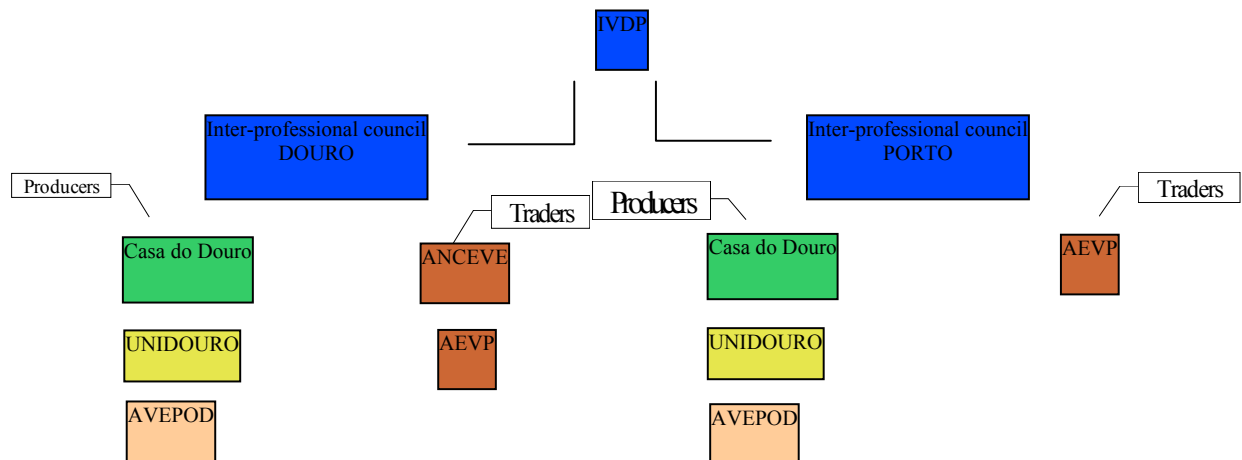 IVDP
Inter-professional council
DOURO
Inter-professional council
PORTO
Producers
Traders
Producers
Traders
Casa do Douro
ANCEVE
Casa do Douro
AEVP
UNIDOURO
AEVP
UNIDOURO
AVEPOD
AVEPOD